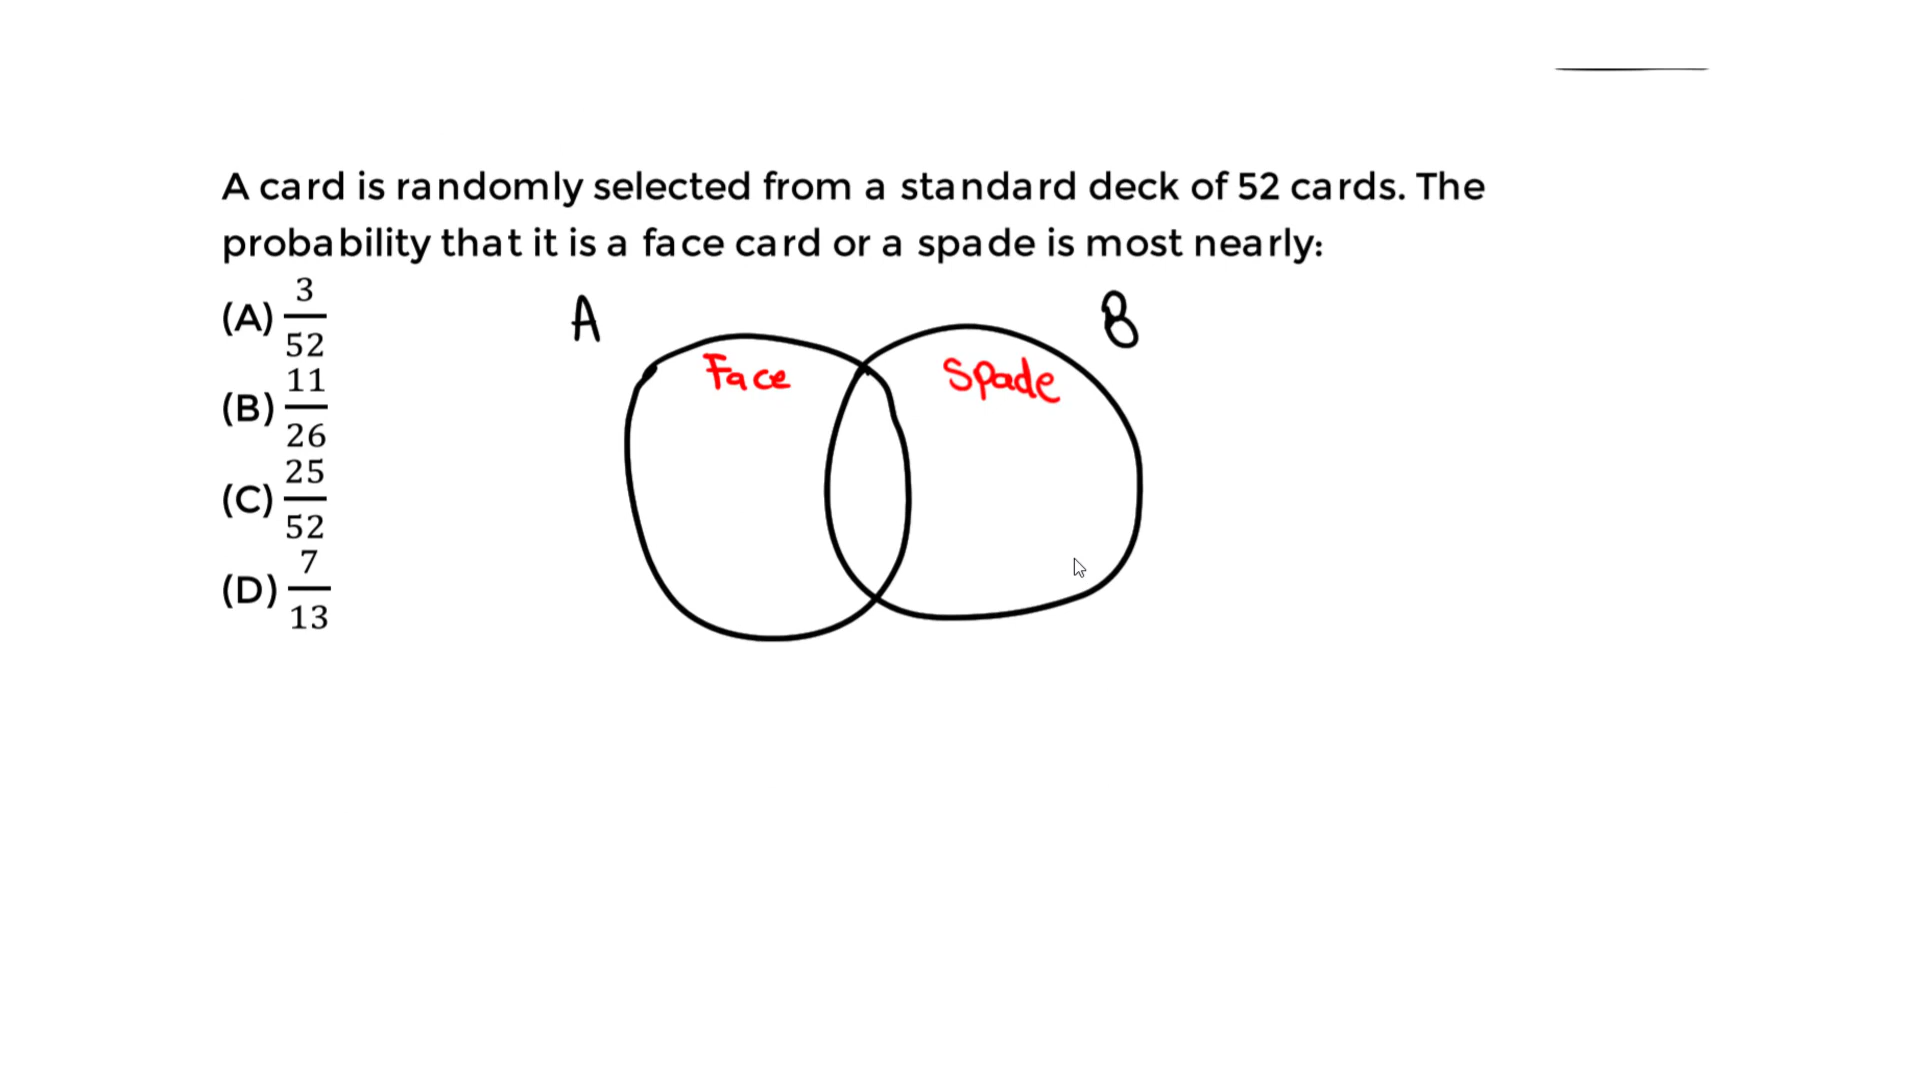 A card is randomly selected from a standard deck of 52 cards. The
probability that it is a face card or a spade is most nearly:
(A) 3/52
(B) 11/26
(C) 25/52
(D) 7/13
A
B
Face
Spade